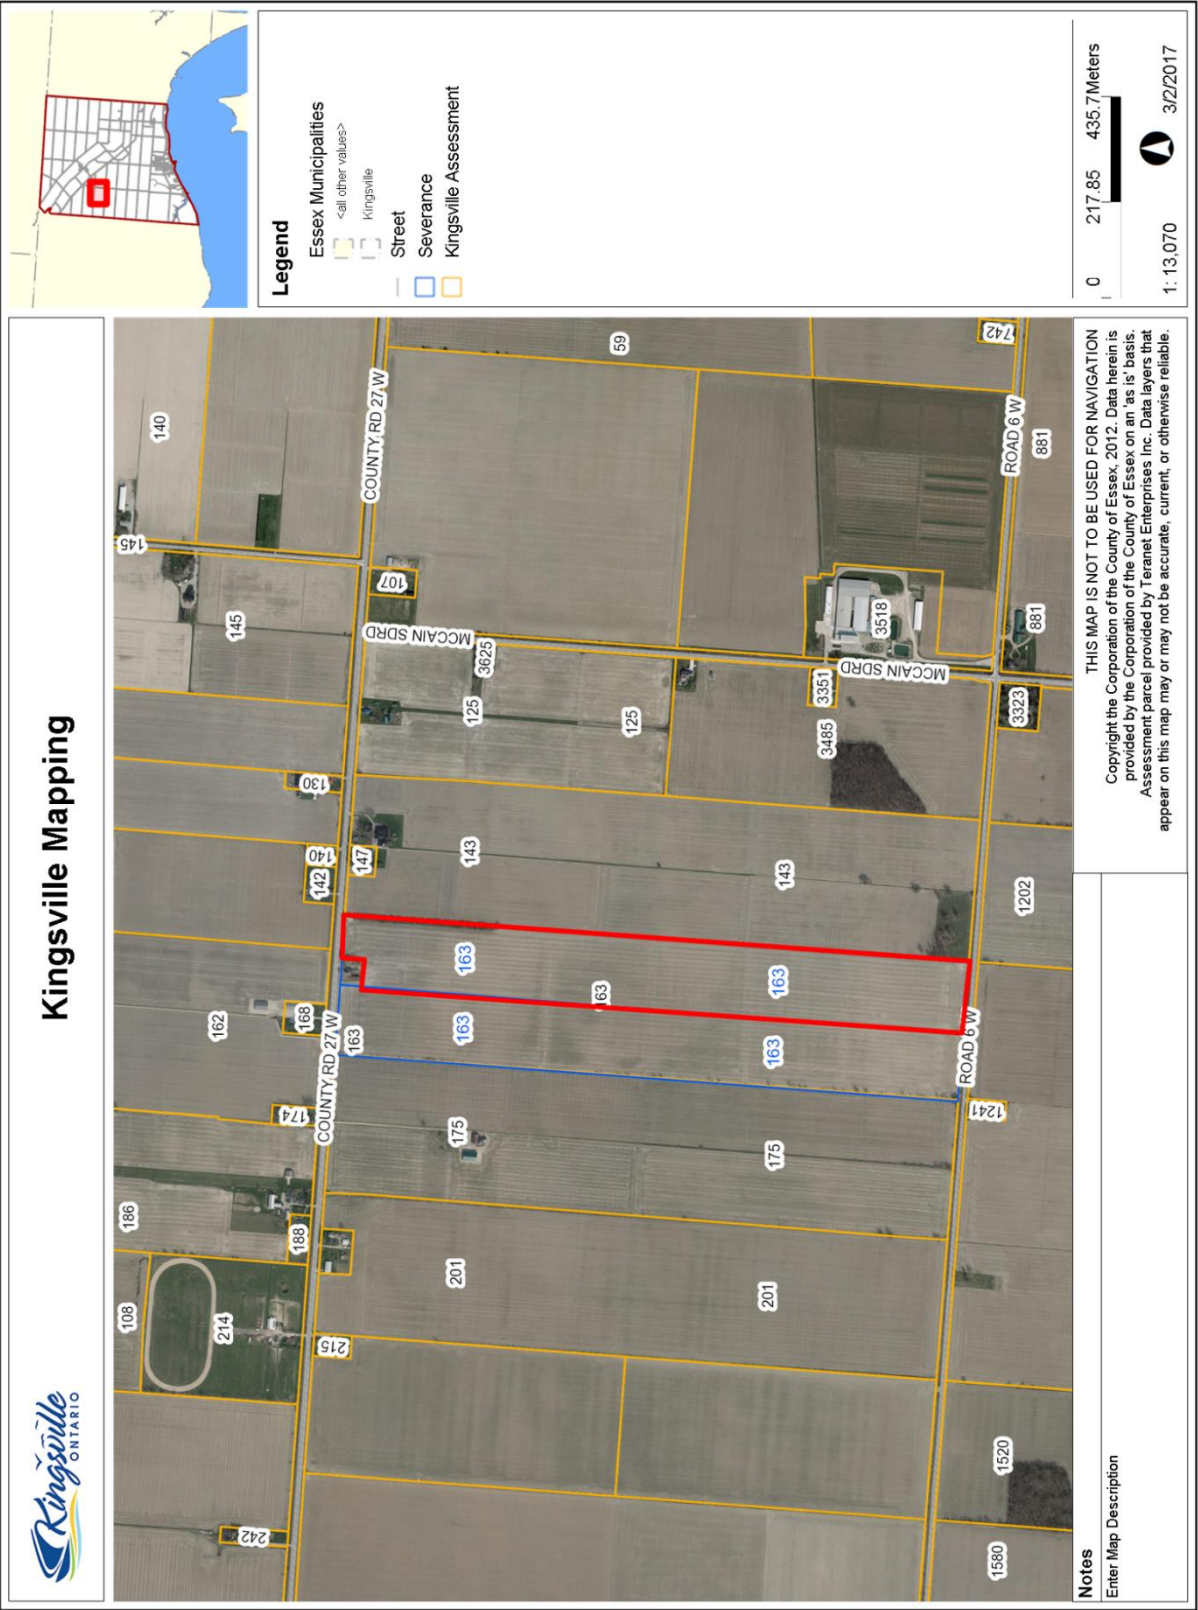 Kingsville
ONTARIO
Kingsville Mapping
Legend
Essex Municipalities
<all other values>
Kingsville
Street
Severance
Kingsville Assessment
0 217.85 435.7 Meters
1: 13,070 3/2/2017
108
186
162
140
145
145
214
188
174
168
142
140
130
242
COUNTY RD 27 W
COUNTY RD 27 W
215
163
147
107
MCCAIN SDRD
201
175
163
163
143
125
3625
59
163
125
201
175
163
163
143
3485
3351
MCCAIN SDRD
3518
ROAD 6 W
ROAD 6 W
742
1241
1580
1520
1202
3323
881
881
Notes
Enter Map Description
THIS MAP IS NOT TO BE USED FOR NAVIGATION
Copyright the Corporation of the County of Essex, 2012. Data herein is
provided by the Corporation of the County of Essex on an 'as is' basis.
Assessment parcel provided by Teranet Enterprises Inc. Data layers that
appear on this map may or may not be accurate, current, or otherwise reliable.